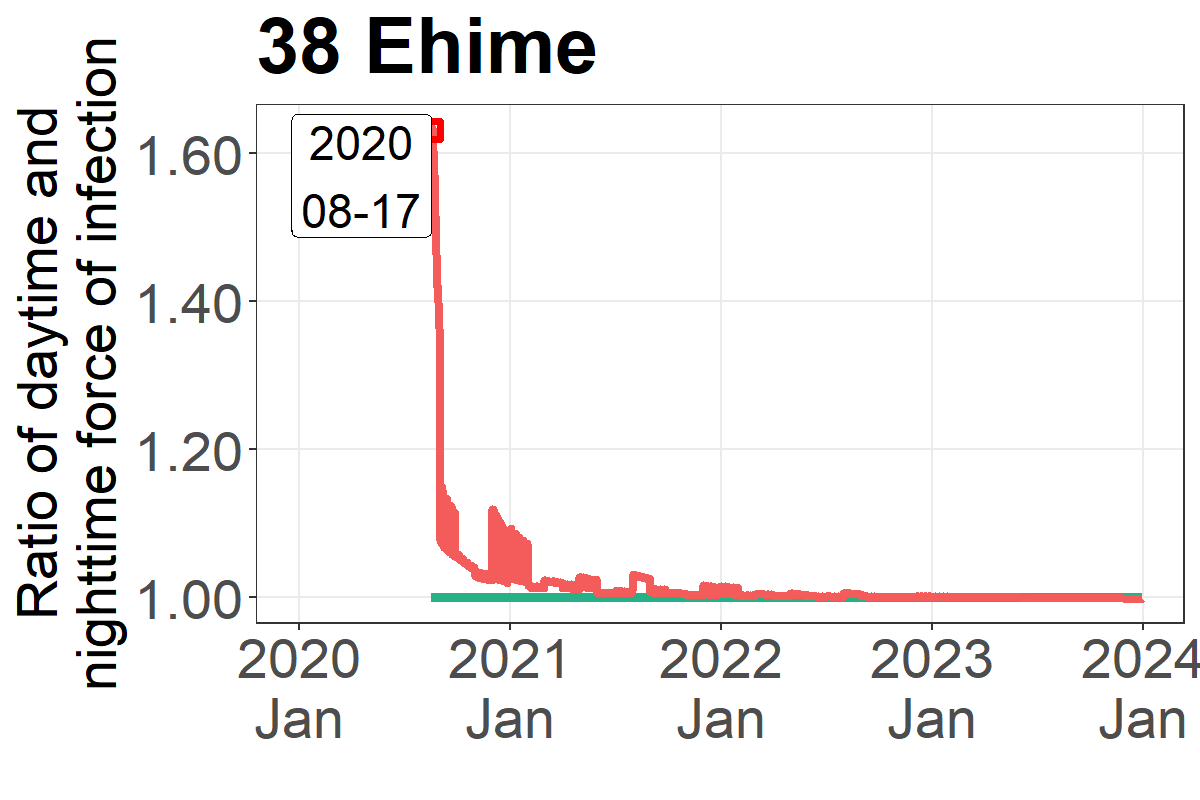 38 Ehime
Ratio of daytime and
nighttime force of infection
1.60
1.40
1.20
1.00
2020
08-17
2020
Jan
2021
Jan
2022
Jan
2023
Jan
2024
Jan